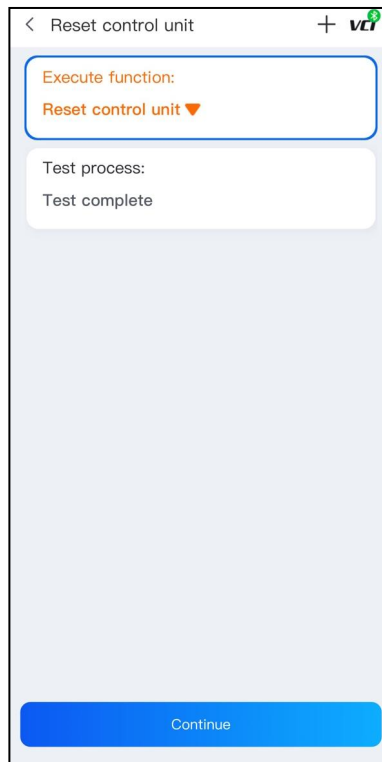 Reset control unit
VCI
Execute function:
Reset control unit
Test process:
Test complete
Continue